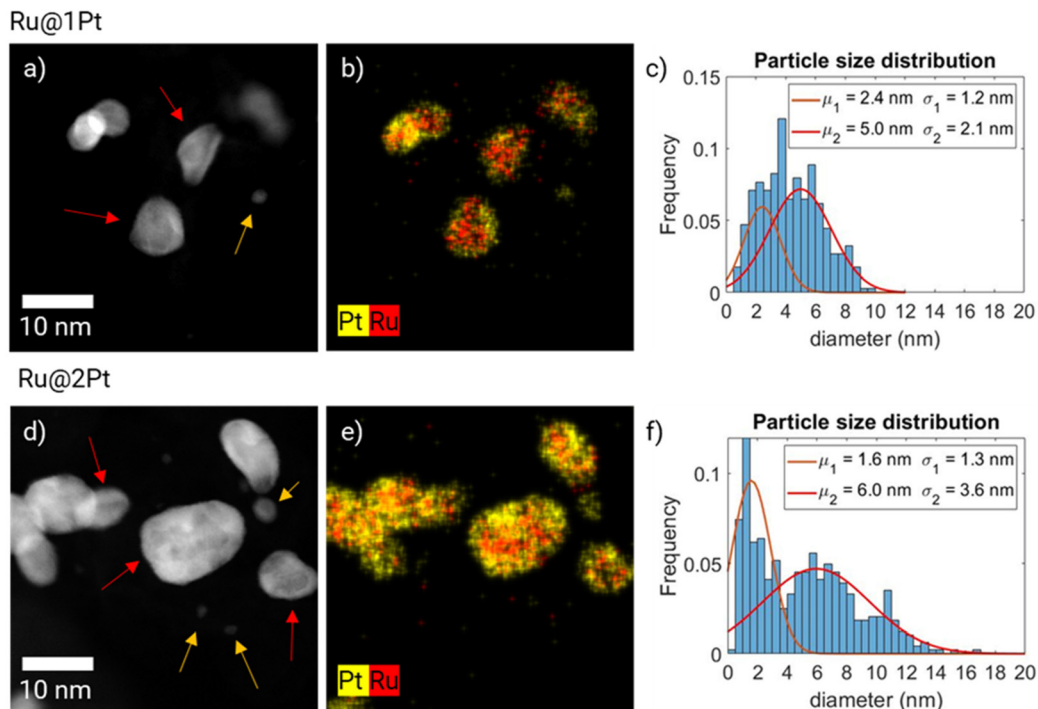 Ru@1Pt
a)
10 nm
b)
Pt Ru
c)
Particle size distribution
μ1 = 2.4 nm σ1 = 1.2 nm
μ2 = 5.0 nm σ2 = 2.1 nm
Frequency
0.15
0.1
0.05
0
0 2 4 6 8 10 12 14 16 18 20
diameter (nm)
Ru@2Pt
d)
10 nm
e)
Pt Ru
f)
Particle size distribution
μ1 = 1.6 nm σ1 = 1.3 nm
μ2 = 6.0 nm σ2 = 3.6 nm
Frequency
0.1
0.05
0
0 2 4 6 8 10 12 14 16 18 20
diameter (nm)